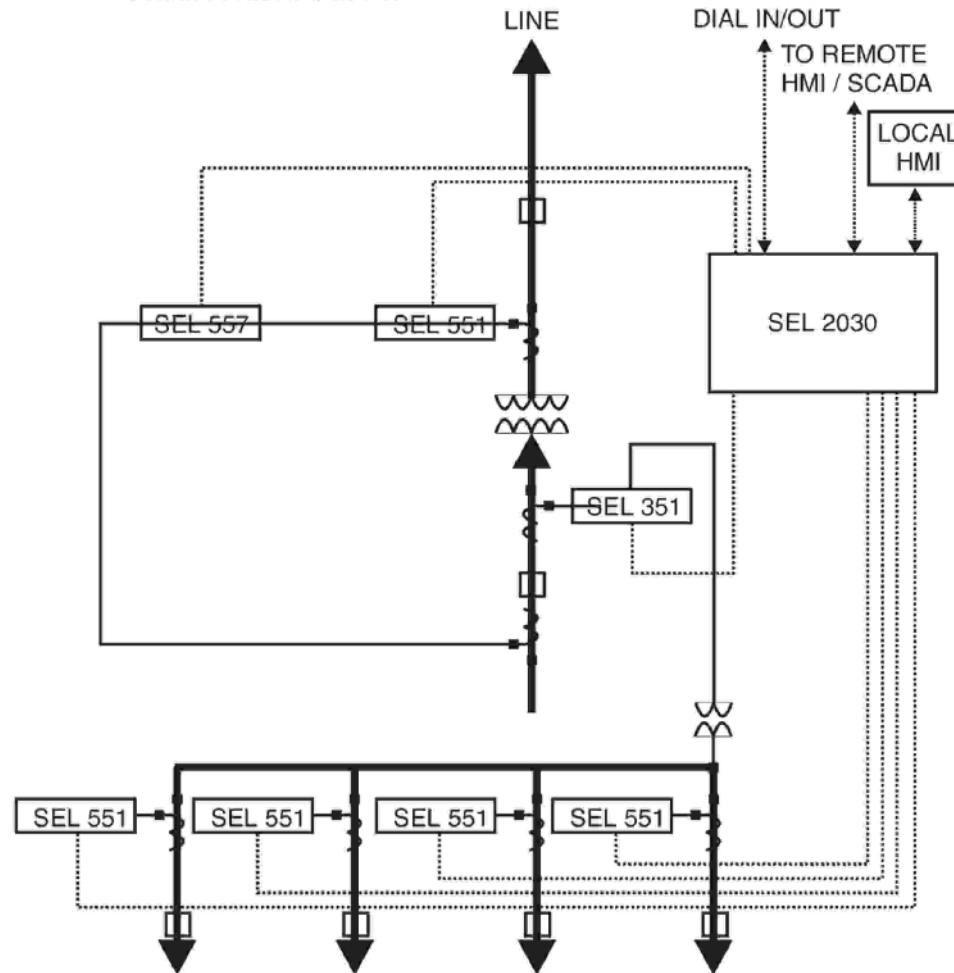 LINE
DIAL IN/OUT
TO REMOTE
HMI / SCADA
LOCAL
HMI
SEL 557
SEL 551
SEL 2030
SEL 351
SEL 551
SEL 551
SEL 551
SEL 551